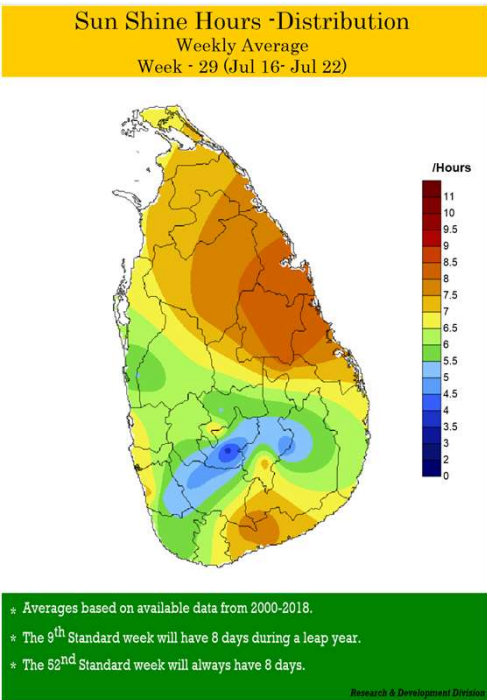 Sun Shine Hours -Distribution
Weekly Average
Week - 29 (Jul 16- Jul 22)
/Hours
11
10
9.5
9
8.5
8
7.5
7
6.5
6
5.5
5
4.5
4
3.5
3
2
0
* Averages based on available data from 2000-2018.
* The 9th Standard week will have 8 days during a leap year.
* The 52nd Standard week will always have 8 days.
Research & Development Division